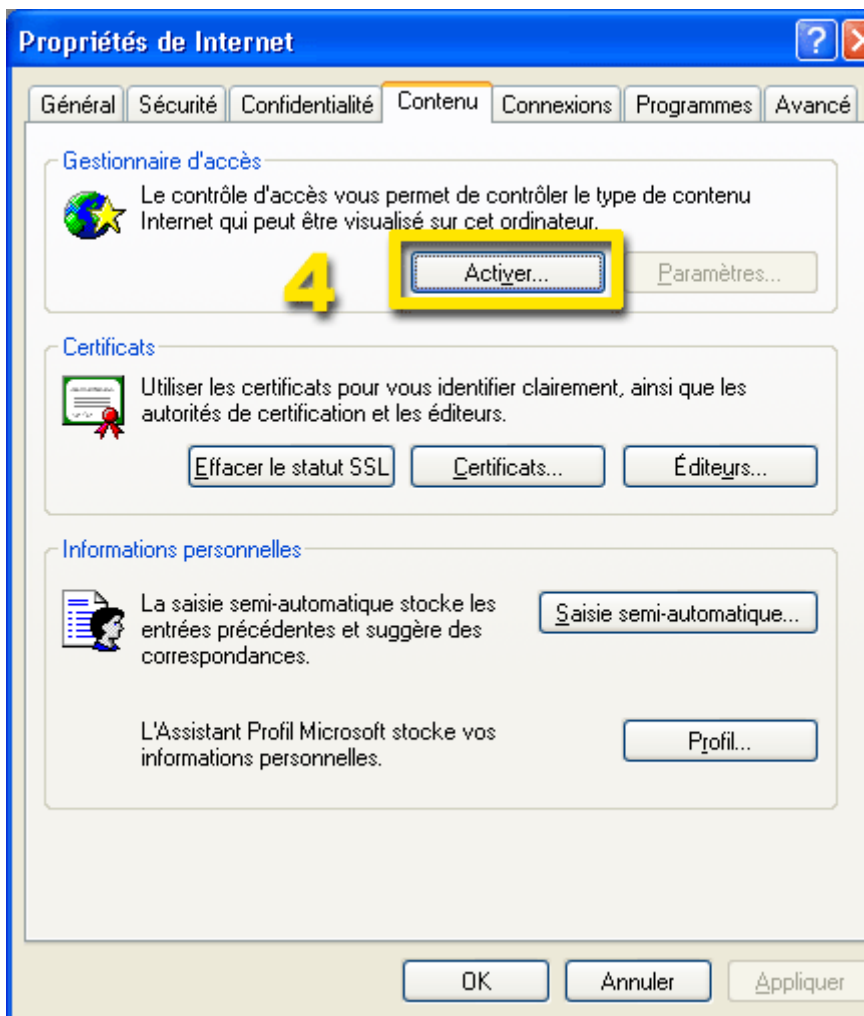 Propriétés de Internet
Général Sécurité Confidentialité Contenu Connexions Programmes Avancé
Gestionnaire d'accès
Le contrôle d'accès vous permet de contrôler le type de contenu
Internet qui peut être visualisé sur cet ordinateur.
4 Activer... Paramètres...
Certificats
Utiliser les certificats pour vous identifier clairement, ainsi que les
autorités de certification et les éditeurs.
Effacer le statut SSL Certificats... Éditeurs...
Informations personnelles
La saisie semi-automatique stocke les
entrées précédentes et suggère des
correspondances.
Saisie semi-automatique...
L'Assistant Profil Microsoft stocke vos
informations personnelles.
Profil...
OK Annuler Appliquer